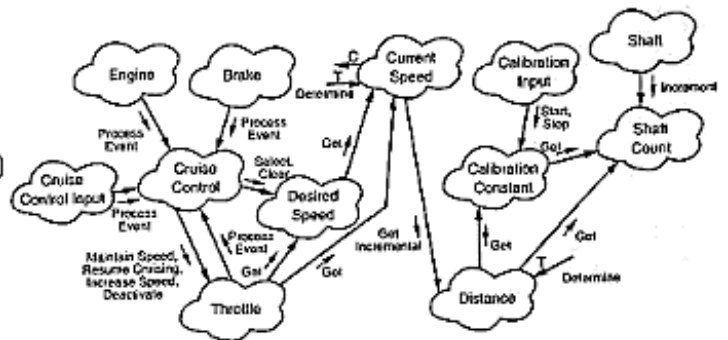 Engine
Brake
C
T
Determine
Current
Speed
Calibration
Input
Shaft
Increment
Process
Event
Process
Event
Get
Start,
Stop
Get
Shaft
Count
Cruise
Control Input
Process
Event
Cruise
Control
Select,
Clear
Desired
Speed
Calibration
Constant
Maintain Speed,
Resume Cruising,
Increase Speed,
Deactivate
Process
Event
Get
Get
Get
Incremental
Get
Get
T
Determine
Throttle
Distance